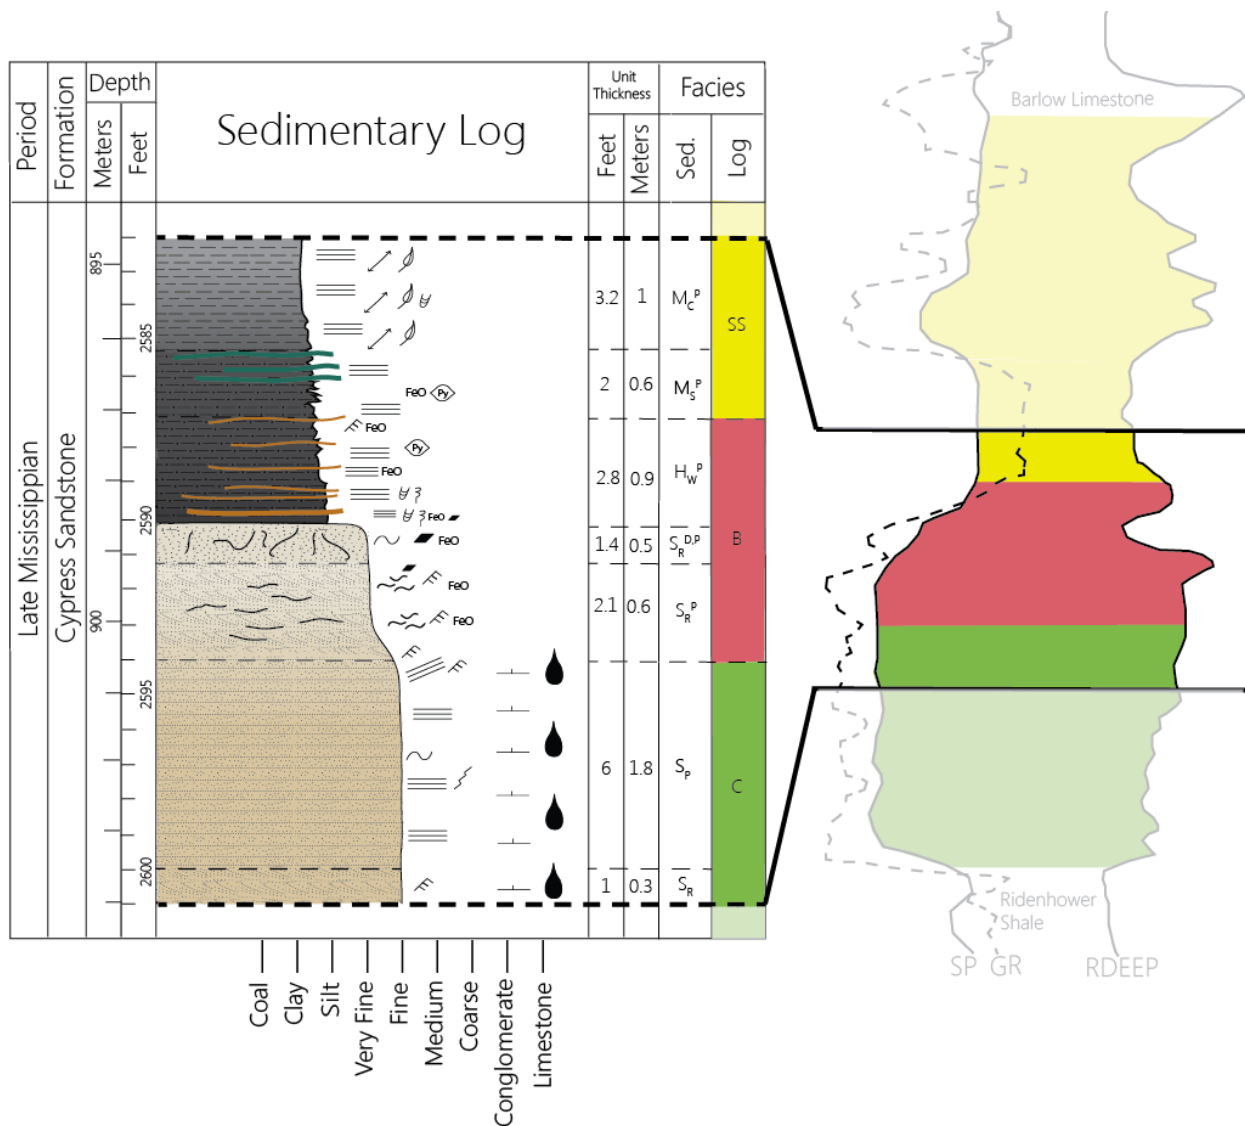 Period
Formation
Depth
Meters
Feet
Sedimentary Log
Unit
Thickness
Feet
Meters
Facies
Sed.
Log
Late Mississippian
Cypress Sandstone
895
900
2585
2590
2595
2600
FeO
Py
FeO
Py
FeO
FeO
FeO
FeO
FeO
3.2 1 M_C^P
2 0.6 M_S^P
2.8 0.9 H_W^P
1.4 0.5 S_R^D,P
2.1 0.6 S_R^P
6 1.8 S_P
1 0.3 S_R
SS
B
C
Coal
Clay
Silt
Very Fine
Fine
Medium
Coarse
Conglomerate
Limestone
Barlow Limestone
Ridenhower
Shale
SP GR RDEEP